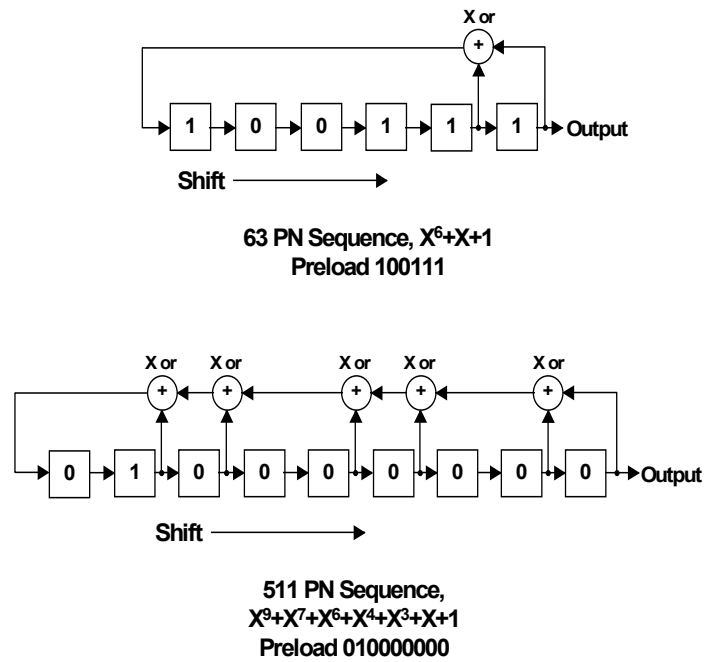 X or
+
1 0 0 1 1 1 Output
Shift
63 PN Sequence, X⁶+X+1
Preload 100111
X or X or X or X or X or
+ + + + +
0 1 0 0 0 0 0 0 0 Output
Shift
511 PN Sequence,
X⁹+X⁷+X⁶+X⁴+X³+X+1
Preload 010000000